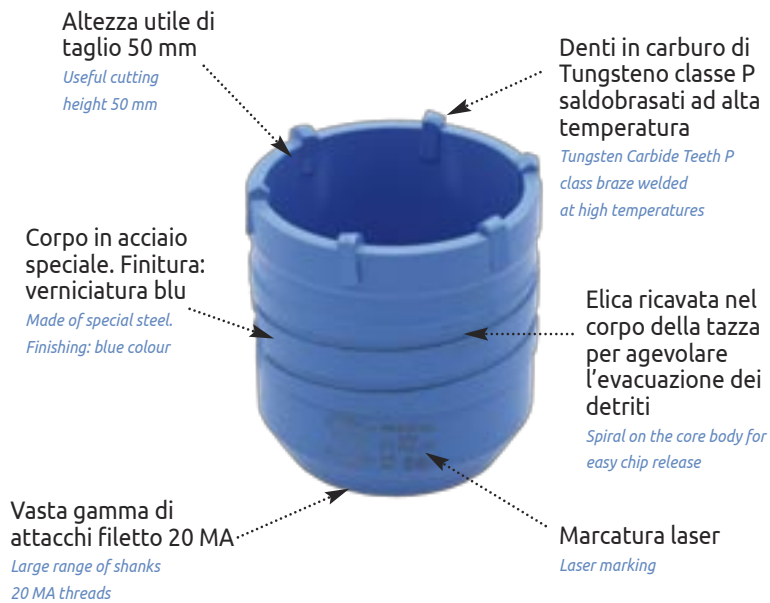 Altezza utile di
taglio 50 mm
Useful cutting
height 50 mm
Denti in carburo di
Tungsteno classe P
saldobrasati ad alta
temperatura
Tungsten Carbide Teeth P
class braze welded
at high temperatures
Corpo in acciaio
speciale. Finitura:
verniciatura blu
Made of special steel.
Finishing: blue colour
Elica ricavata nel
corpo della tazza
per agevolare
l’evacuazione dei
detriti
Spiral on the core body for
easy chip release
Vasta gamma di
attacchi filetto 20 MA
Large range of shanks
20 MA threads
Marcatura laser
Laser marking